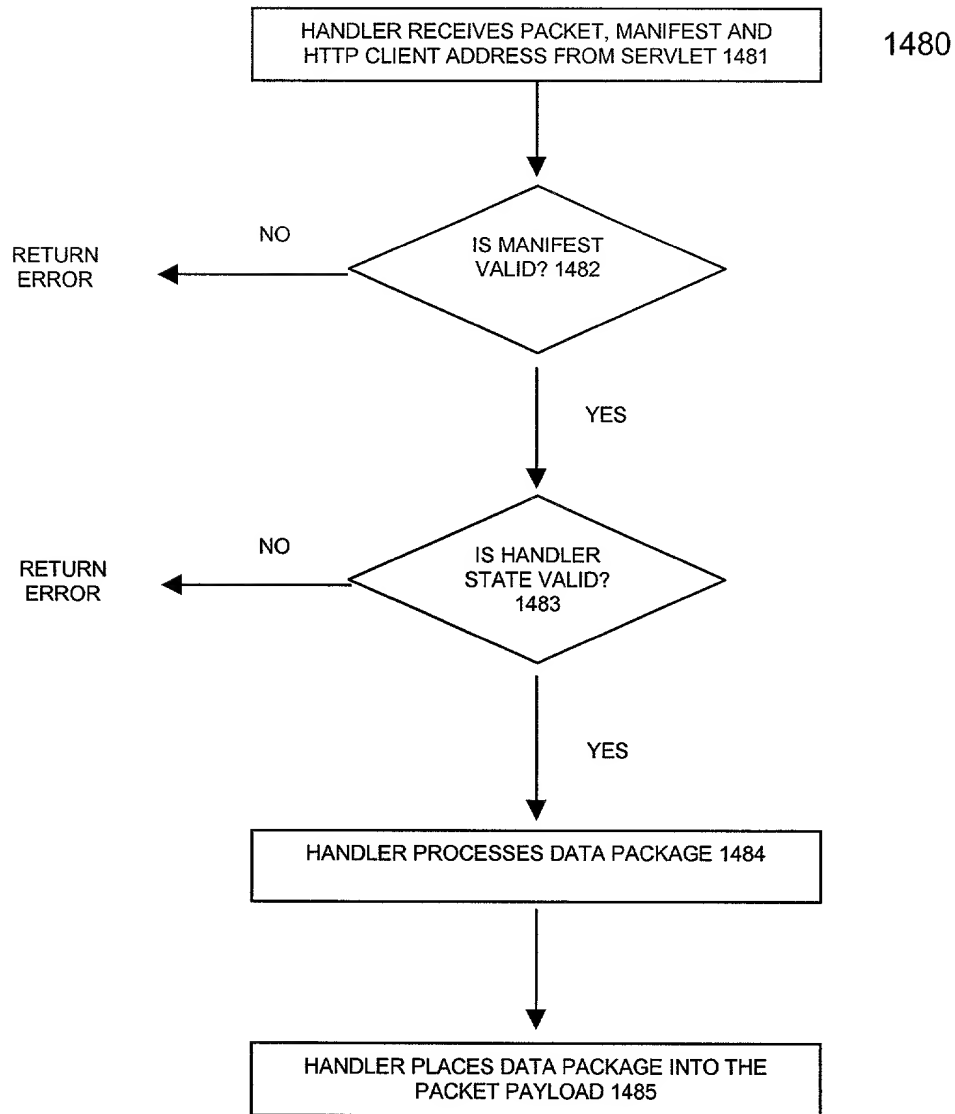 HANDLER RECEIVES PACKET, MANIFEST AND
HTTP CLIENT ADDRESS FROM SERVLET 1481
1480
IS MANIFEST
VALID? 1482
NO
RETURN
ERROR
YES
IS HANDLER
STATE VALID?
1483
NO
RETURN
ERROR
YES
HANDLER PROCESSES DATA PACKAGE 1484
HANDLER PLACES DATA PACKAGE INTO THE
PACKET PAYLOAD 1485